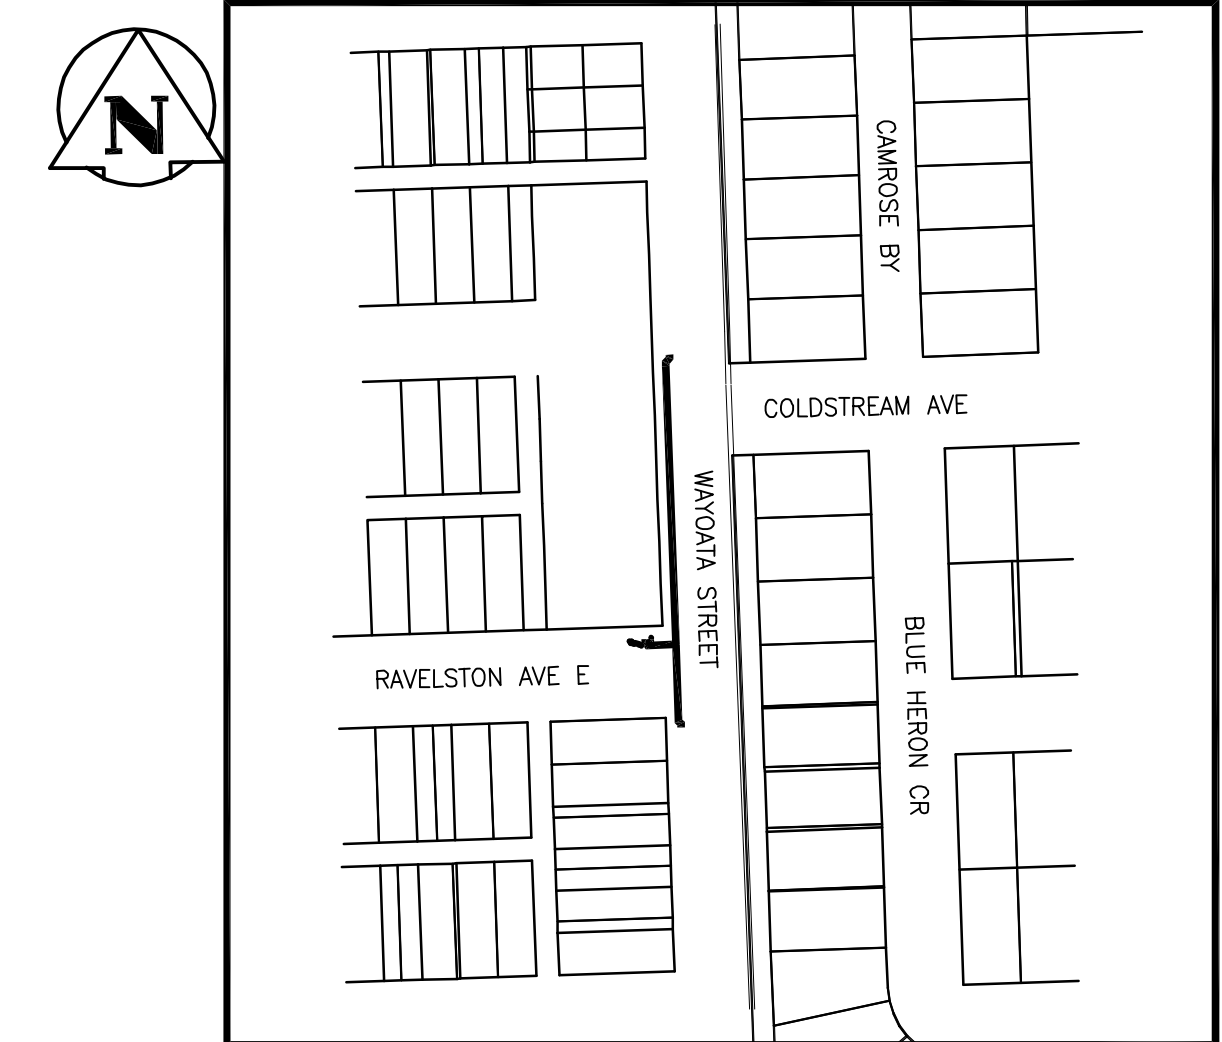 N
CAMROSE BY
COLDSTREAM AVE
WAYOATA STREET
BLUE HERON CR
RAVELSTON AVE E